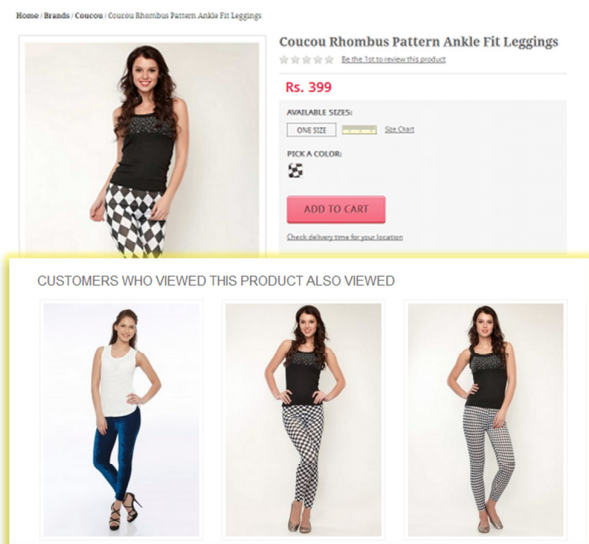 Home / Brands / Coucou / Coucou Rhombus Pattern Ankle Fit Leggings
Coucou Rhombus Pattern Ankle Fit Leggings
Be the 1st to review this product
Rs. 399
AVAILABLE SIZES:
ONE SIZE
Size Chart
PICK A COLOR:
ADD TO CART
Check delivery time for your location
CUSTOMERS WHO VIEWED THIS PRODUCT ALSO VIEWED